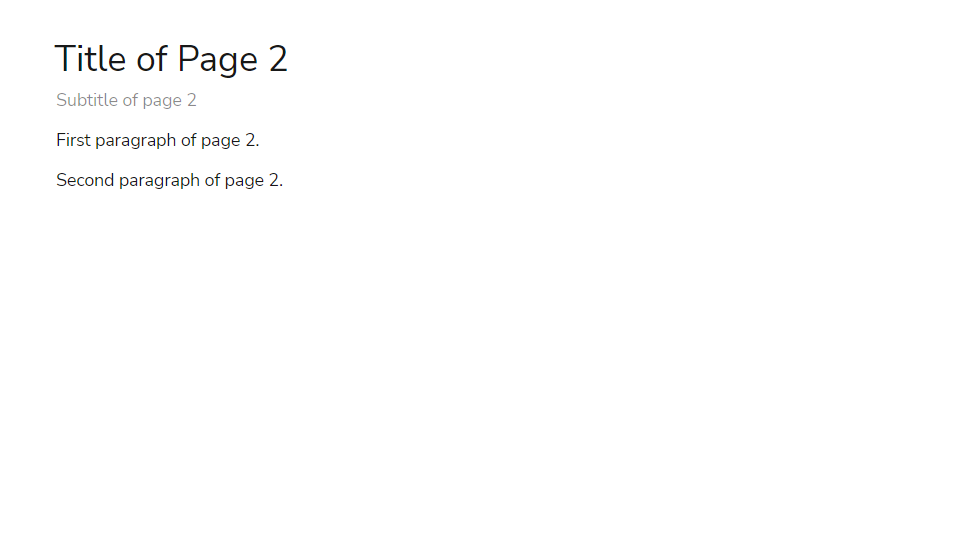 Title of Page 2
Subtitle of page 2
First paragraph of page 2.
Second paragraph of page 2.